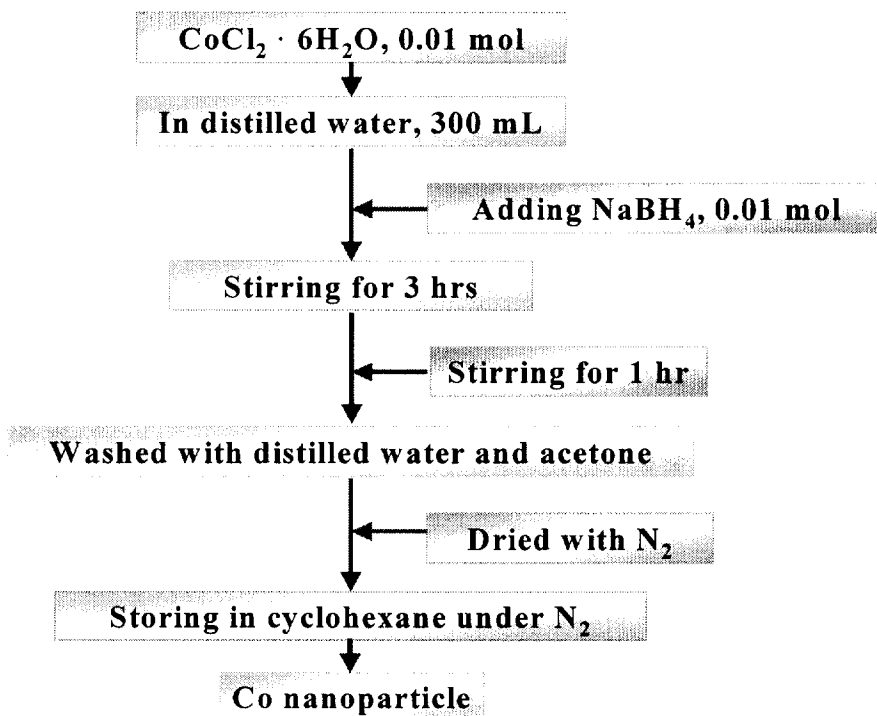 CoCl₂ · 6H₂O, 0.01 mol
In distilled water, 300 mL
Adding NaBH₄, 0.01 mol
Stirring for 3 hrs
Stirring for 1 hr
Washed with distilled water and acetone
Dried with N₂
Storing in cyclohexane under N₂
Co nanoparticle